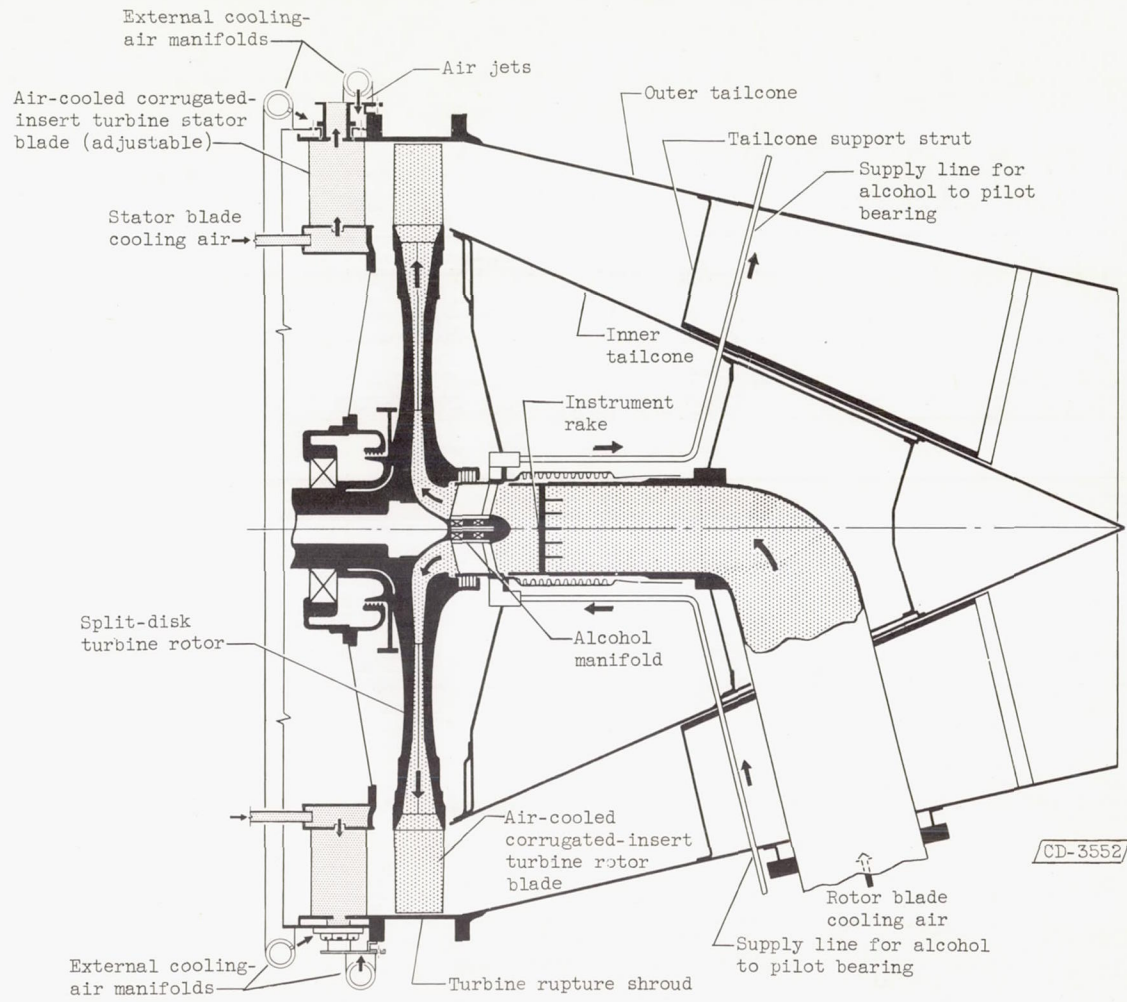 External cooling-
air manifolds
Air jets
Air-cooled corrugated-
insert turbine stator
blade (adjustable)
Outer tailcone
Tailcone support strut
Supply line for
alcohol to pilot
bearing
Stator blade
cooling air
Inner
tailcone
Instrument
rake
Split-disk
turbine rotor
Alcohol
manifold
Air-cooled
corrugated-insert
turbine rotor
blade
CD-3552
Rotor blade
cooling air
Supply line for alcohol
to pilot bearing
External cooling-
air manifolds
Turbine rupture shroud